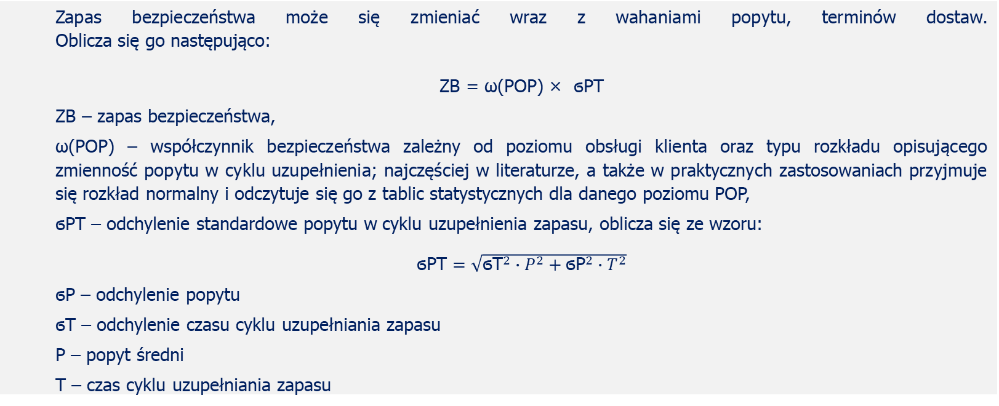 Zapas bezpieczeństwa może się zmieniać wraz z wahaniami popytu, terminów dostaw.
Oblicza się go następująco:
ZB = ω(POP) × ϭPT
ZB – zapas bezpieczeństwa,
ω(POP) – współczynnik bezpieczeństwa zależny od poziomu obsługi klienta oraz typu rozkładu opisującego
zmienność popytu w cyklu uzupełnienia; najczęściej w literaturze, a także w praktycznych zastosowaniach przyjmuje
się rozkład normalny i odczytuje się go z tablic statystycznych dla danego poziomu POP,
ϭPT – odchylenie standardowe popytu w cyklu uzupełnienia zapasu, oblicza się ze wzoru:
ϭPT = √ϭT² · P² + ϭP² · T²
ϭP – odchylenie popytu
ϭT – odchylenie czasu cyklu uzupełniania zapasu
P – popyt średni
T – czas cyklu uzupełniania zapasu